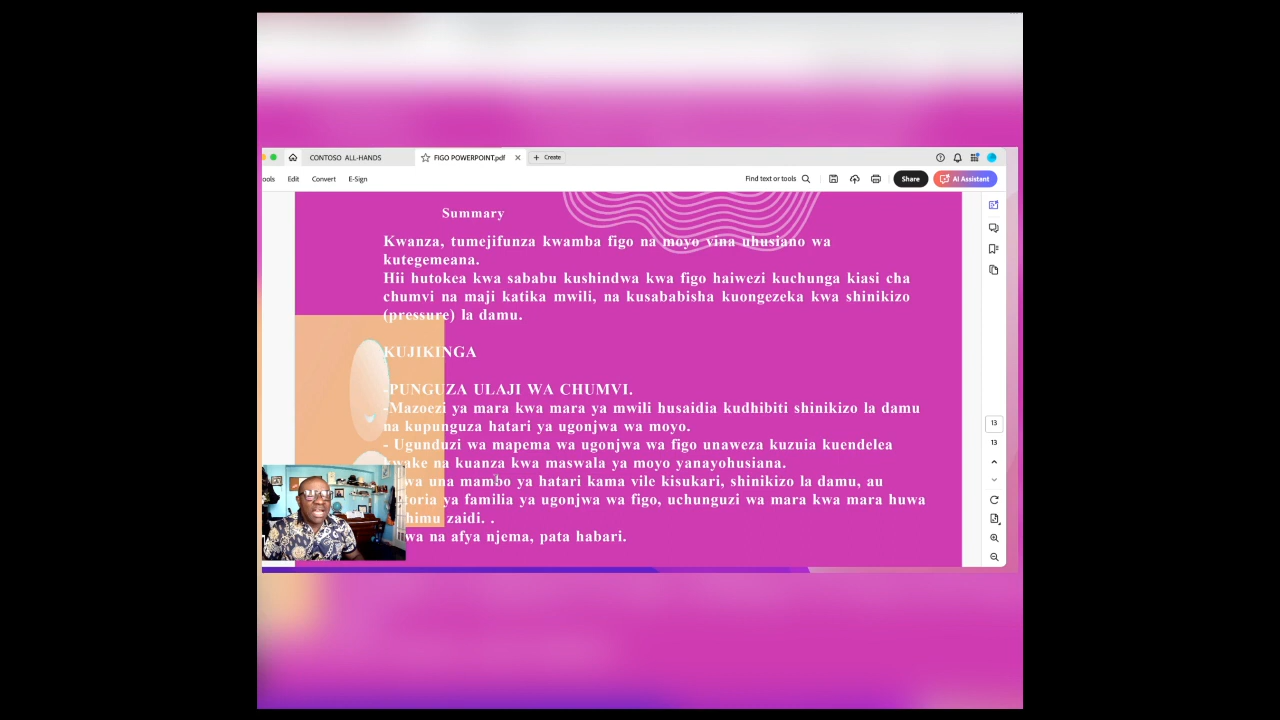 CONTOSO ALL-HANDS
FIGO POWERPOINT.pdf
+ Create
ools Edit Convert E-Sign
Find text or tools
Share
AI Assistant
Summary
Kwanza, tumejifunza kwamba figo na moyo vina uhusiano wa
kutegemeana.
Hii hutokea kwa sababu kushindwa kwa figo haiwezi kuchunga kiasi cha
chumvi na maji katika mwili, na kusababisha kuongezeka kwa shinikizo
(pressure) la damu.
KUJIKINGA
-PUNGUZA ULAJI WA CHUMVI.
-Mazoezi ya mara kwa mara ya mwili husaidia kudhibiti shinikizo la damu
na kupunguza hatari ya ugonjwa wa moyo.
- Ugunduzi wa mapema wa ugonjwa wa figo unaweza kuzuia kuendelea
kwake na kuanza kwa maswala ya moyo yanayohusiana.
wa una mambo ya hatari kama vile kisukari, shinikizo la damu, au
toria ya familia ya ugonjwa wa figo, uchunguzi wa mara kwa mara huwa
himu zaidi. .
wa na afya njema, pata habari.
13
13